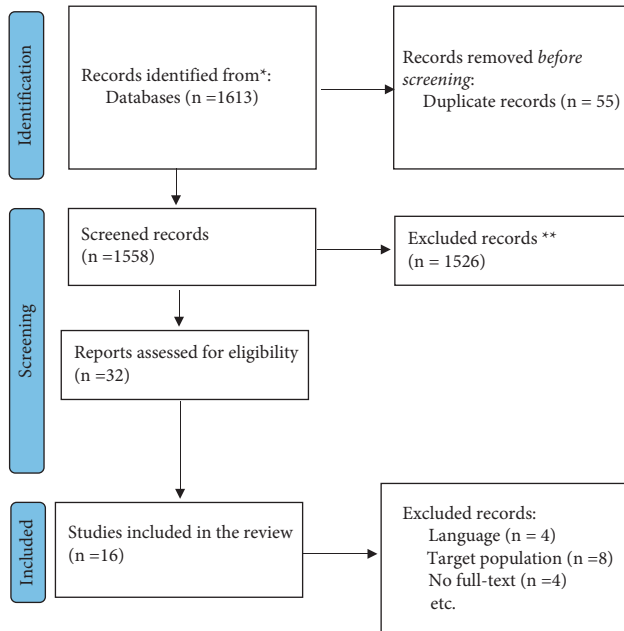 Identification
Records identified from*:
Databases (n =1613)
Records removed before
screening:
Duplicate records (n = 55)
Screening
Screened records
(n =1558)
Excluded records **
(n = 1526)
Reports assessed for eligibility
(n =32)
Included
Studies included in the review
(n =16)
Excluded records:
Language (n = 4)
Target population (n =8)
No full-text (n =4)
etc.